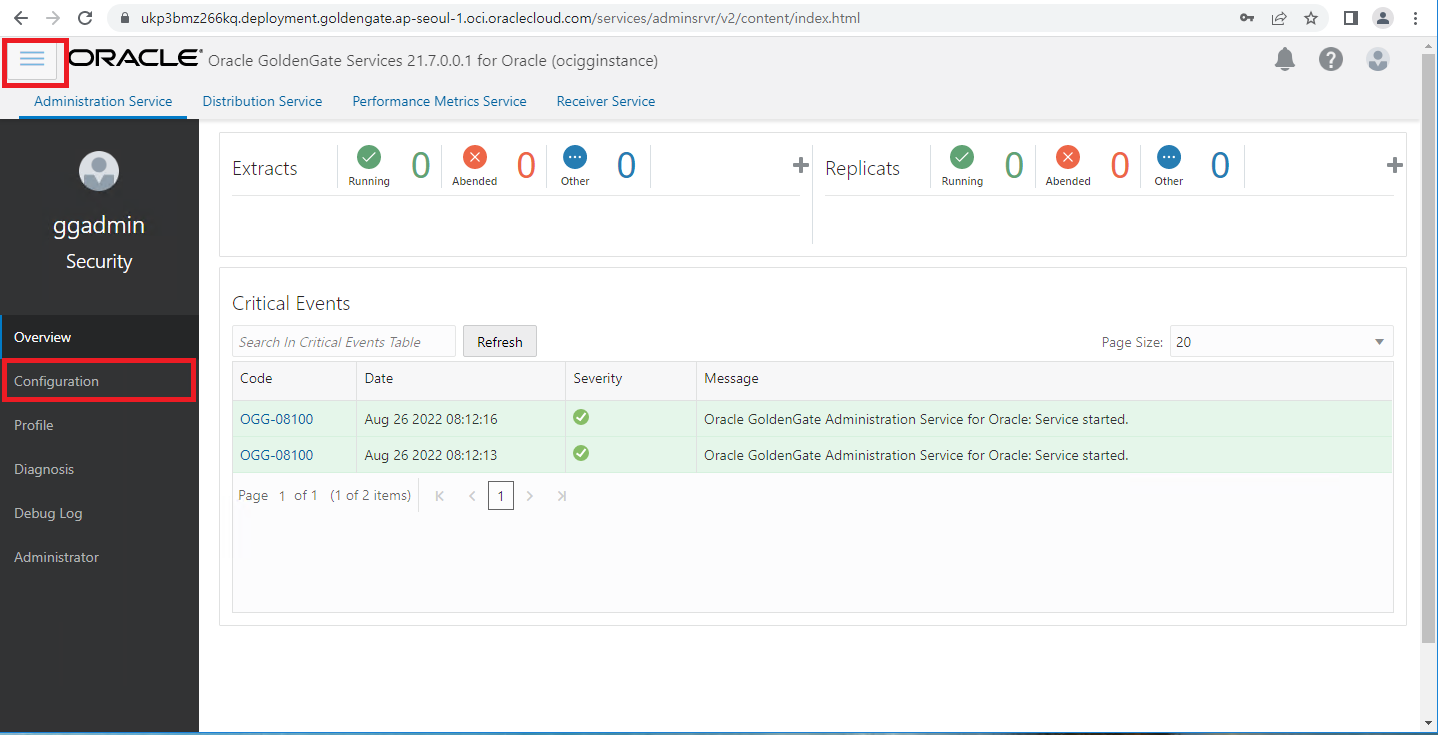 ukp3bmz266kq.deployment.goldengate.ap-seoul-1.oci.oraclecloud.com/services/adminsrvr/v2/content/index.html
ORACLE® Oracle GoldenGate Services 21.7.0.0.1 for Oracle (ocigginstance)
Administration Service Distribution Service Performance Metrics Service Receiver Service
ggadmin
Security
Overview
Configuration
Profile
Diagnosis
Debug Log
Administrator
Extracts Running 0 Abended 0 Other 0
Replicats Running 0 Abended 0 Other 0
Critical Events
Search In Critical Events Table Refresh Page Size: 20
Code Date Severity Message
OGG-08100 Aug 26 2022 08:12:16 Oracle GoldenGate Administration Service for Oracle: Service started.
OGG-08100 Aug 26 2022 08:12:13 Oracle GoldenGate Administration Service for Oracle: Service started.
Page 1 of 1 (1 of 2 items) 1